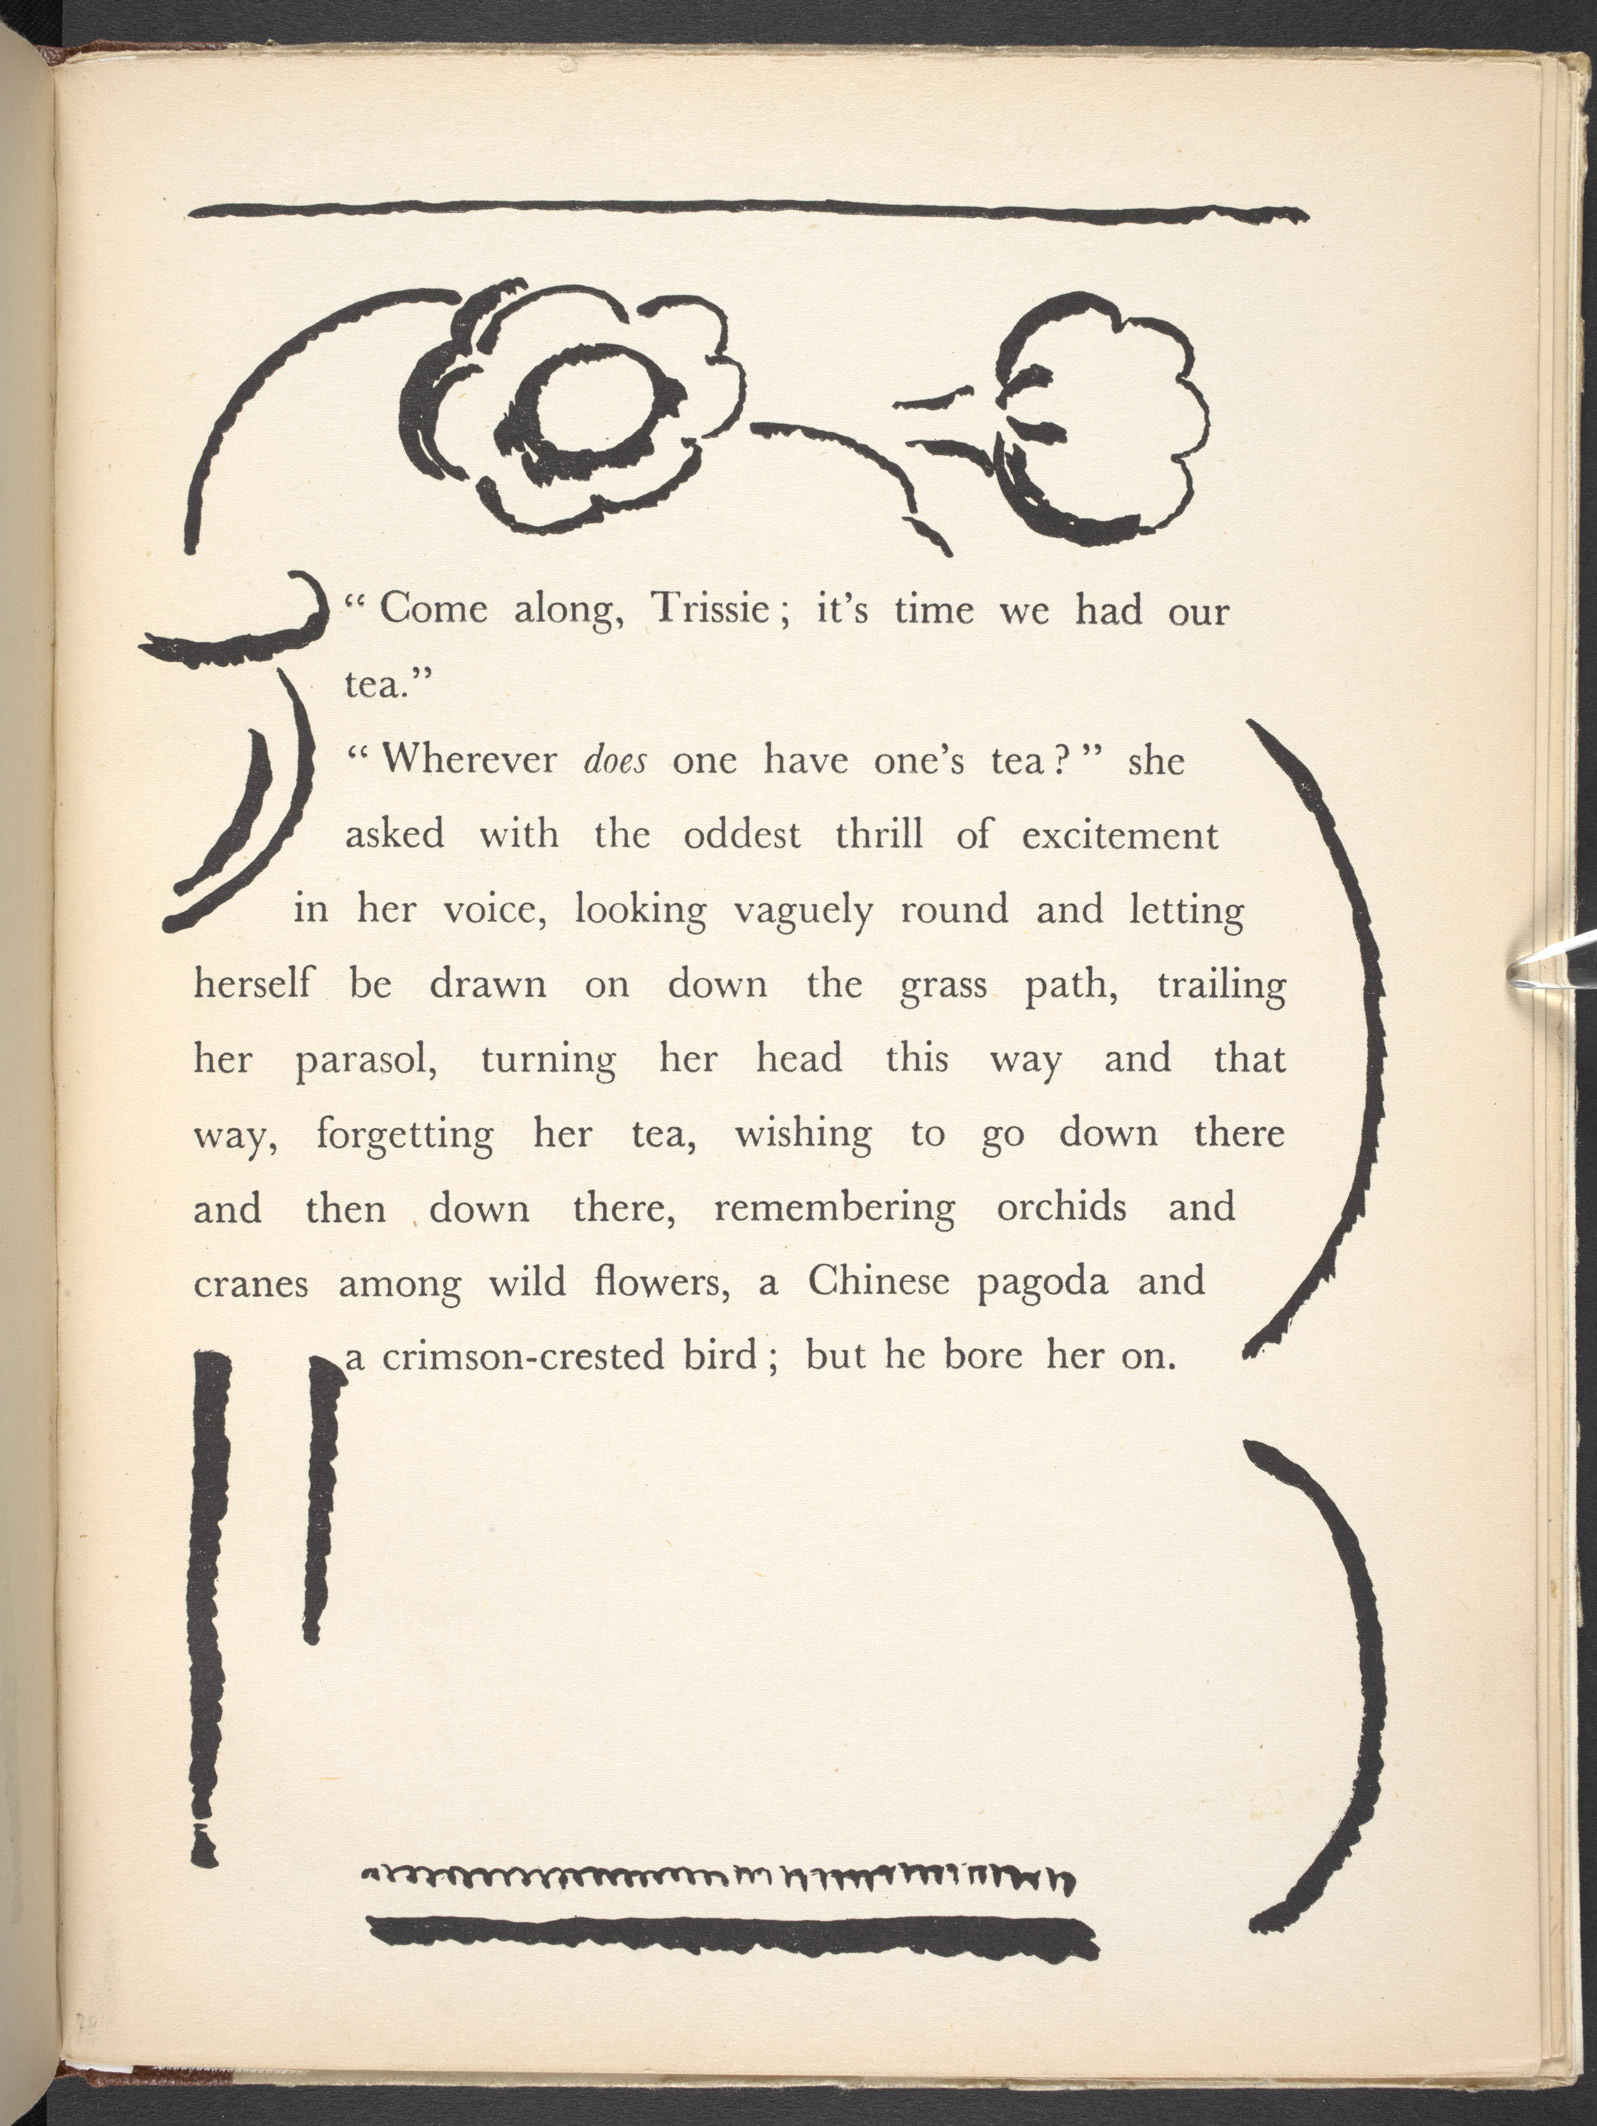 “ Come along, Trissie ; it’s time we had our
tea.”
“ Wherever does one have one’s tea ? ” she
asked with the oddest thrill of excitement
in her voice, looking vaguely round and letting
herself be drawn on down the grass path, trailing
her parasol, turning her head this way and that
way, forgetting her tea, wishing to go down there
and then down there, remembering orchids and
cranes among wild flowers, a Chinese pagoda and
a crimson-crested bird ; but he bore her on.